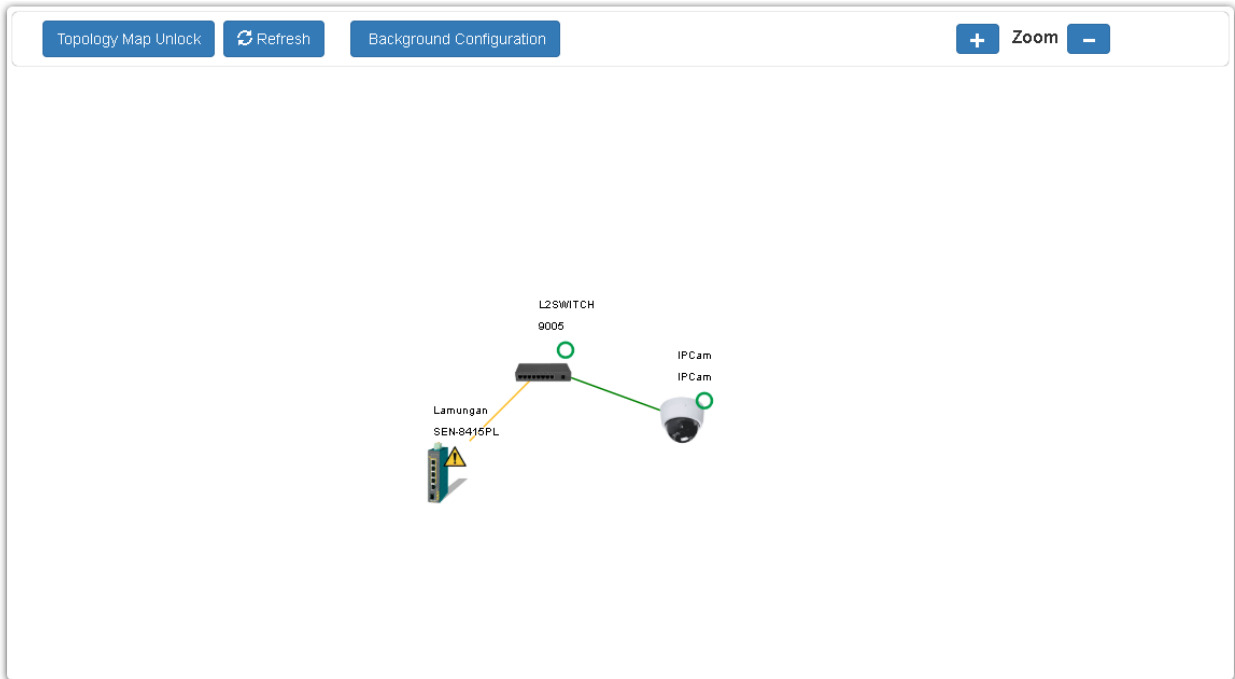 Topology Map Unlock
Refresh
Background Configuration
+ Zoom −
L2SWITCH
9005
IPCam
IPCam
Lamungan
SEN-8415PL